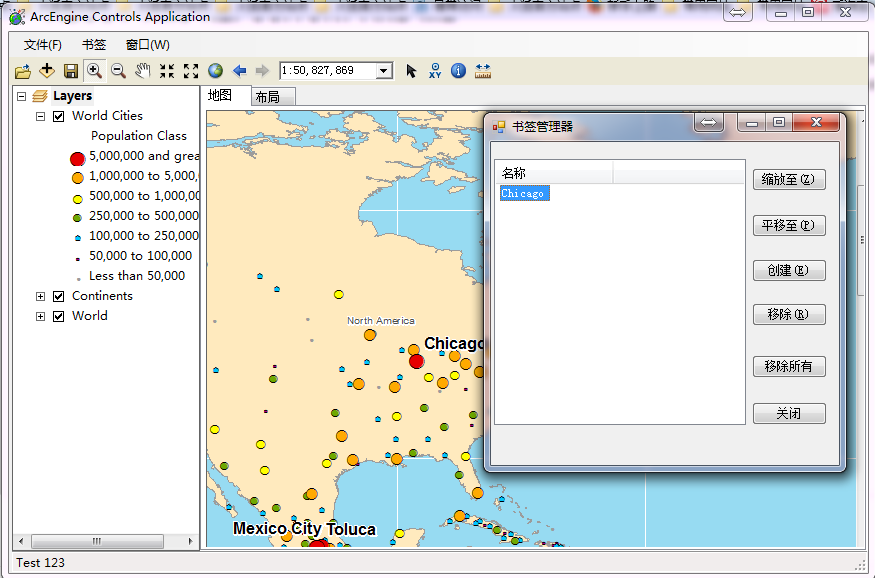 ArcEngine Controls Application
文件(F) 书签 窗口(W)
1:50,827,869
XY
Layers
World Cities
Population Class
5,000,000 and grea
1,000,000 to 5,000,
500,000 to 1,000,0
250,000 to 500,000
100,000 to 250,000
50,000 to 100,000
Less than 50,000
Continents
World
地图 布局
North America
Chicago
Mexico City Toluca
书签管理器
名称
Chicago
缩放至(Z)
平移至(P)
创建(E)
移除(R)
移除所有
关闭
Test 123